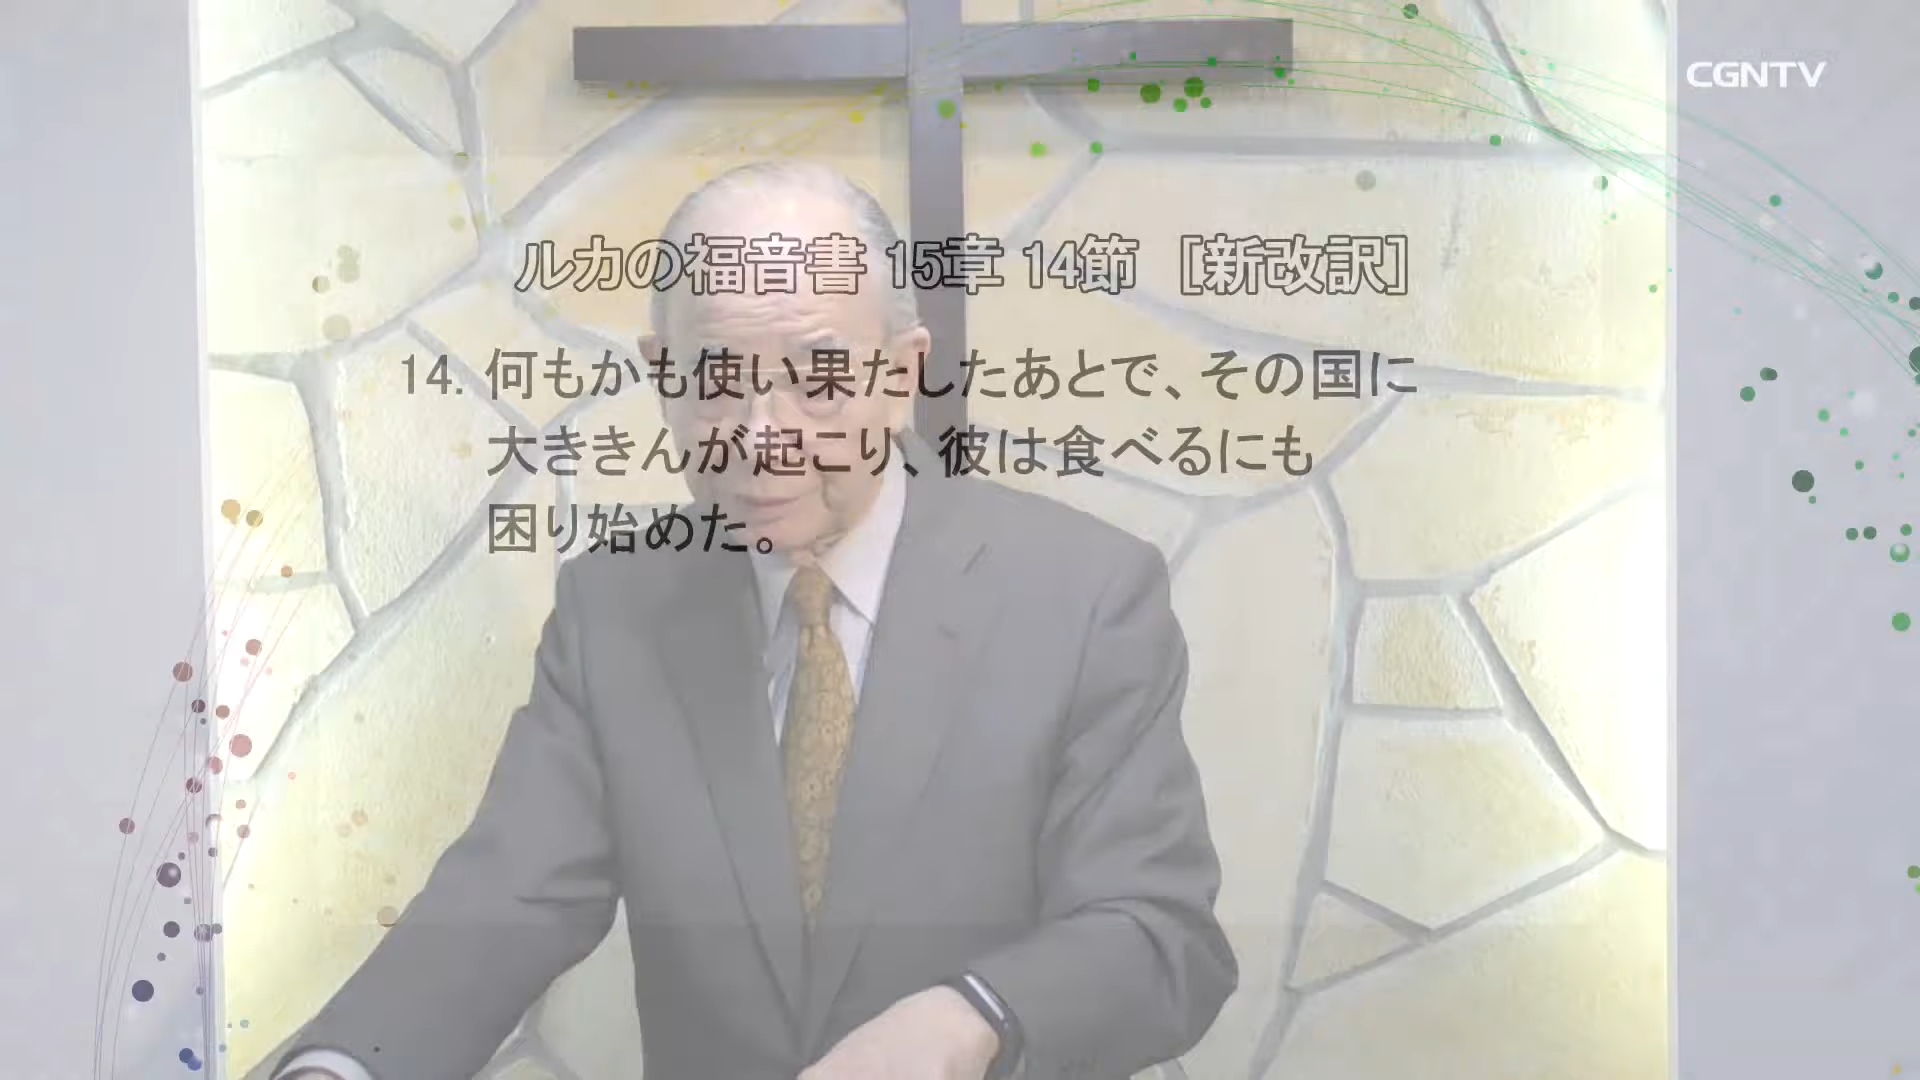 CGNTV
ルカの福音書 15章 14節 [新改訳]
14. 何もかも使い果たしたあとで、その国に
大ききんが起こり、彼は食べるにも
困り始めた。